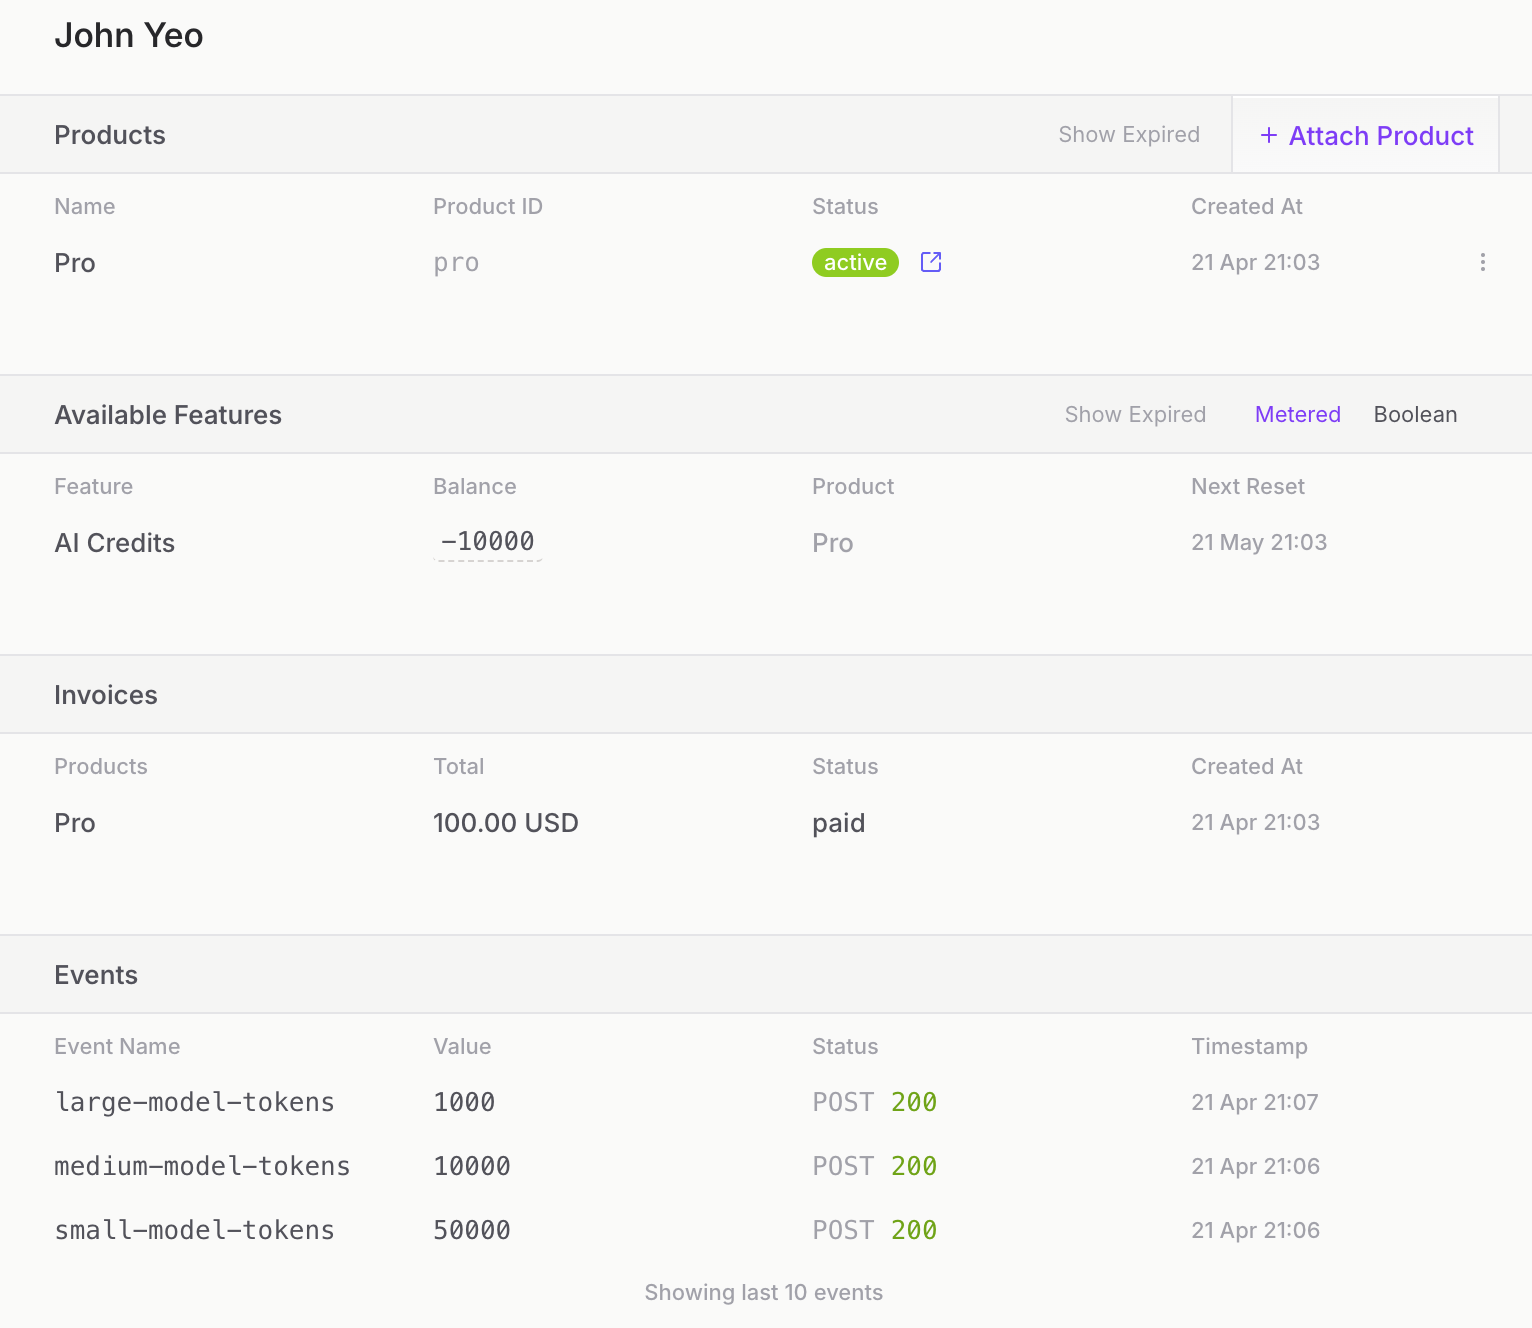 John Yeo
Products Show Expired + Attach Product
Name Product ID Status Created At
Pro pro active 21 Apr 21:03
Available Features Show Expired Metered Boolean
Feature Balance Product Next Reset
AI Credits -10000 Pro 21 May 21:03
Invoices
Products Total Status Created At
Pro 100.00 USD paid 21 Apr 21:03
Events
Event Name Value Status Timestamp
large-model-tokens 1000 POST 200 21 Apr 21:07
medium-model-tokens 10000 POST 200 21 Apr 21:06
small-model-tokens 50000 POST 200 21 Apr 21:06
Showing last 10 events